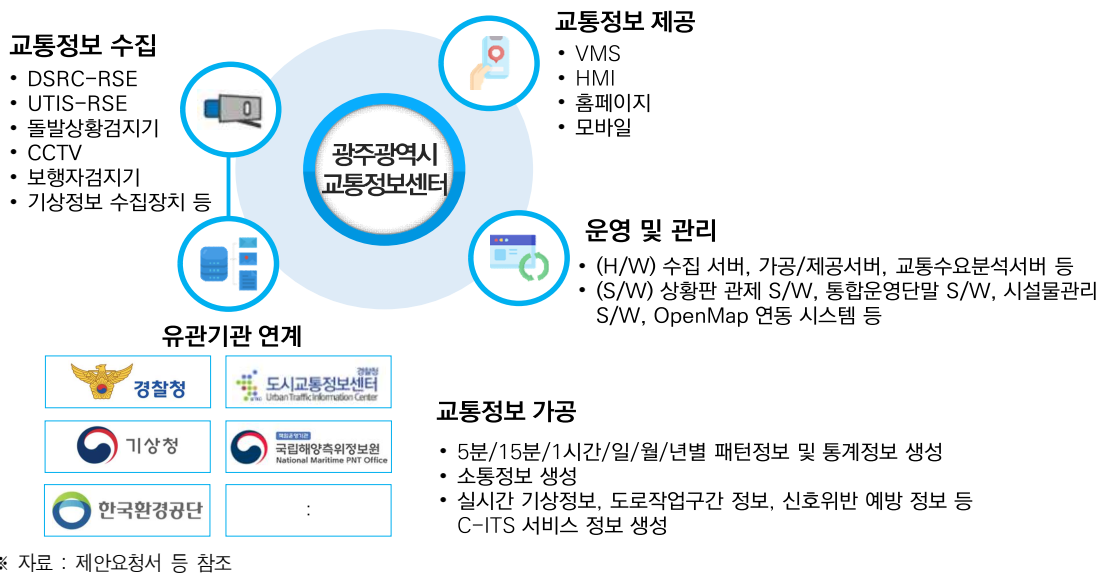 교통정보 수집
• DSRC-RSE
• UTIS-RSE
• 돌발상황검지기
• CCTV
• 보행자검지기
• 기상정보 수집장치 등
교통정보 제공
• VMS
• HMI
• 홈페이지
• 모바일
광주광역시
교통정보센터
운영 및 관리
• (H/W) 수집 서버, 가공/제공서버, 교통수요분석서버 등
• (S/W) 상황판 관제 S/W, 통합운영단말 S/W, 시설물관리
S/W, OpenMap 연동 시스템 등
유관기관 연계
경찰청
경찰청
도시교통정보센터
Urban Traffic Information Center
기상청
책임운영기관
국립해양측위정보원
National Maritime PNT Office
한국환경공단
:
교통정보 가공
• 5분/15분/1시간/일/월/년별 패턴정보 및 통계정보 생성
• 소통정보 생성
• 실시간 기상정보, 도로작업구간 정보, 신호위반 예방 정보 등
C-ITS 서비스 정보 생성
※ 자료 : 제안요청서 등 참조